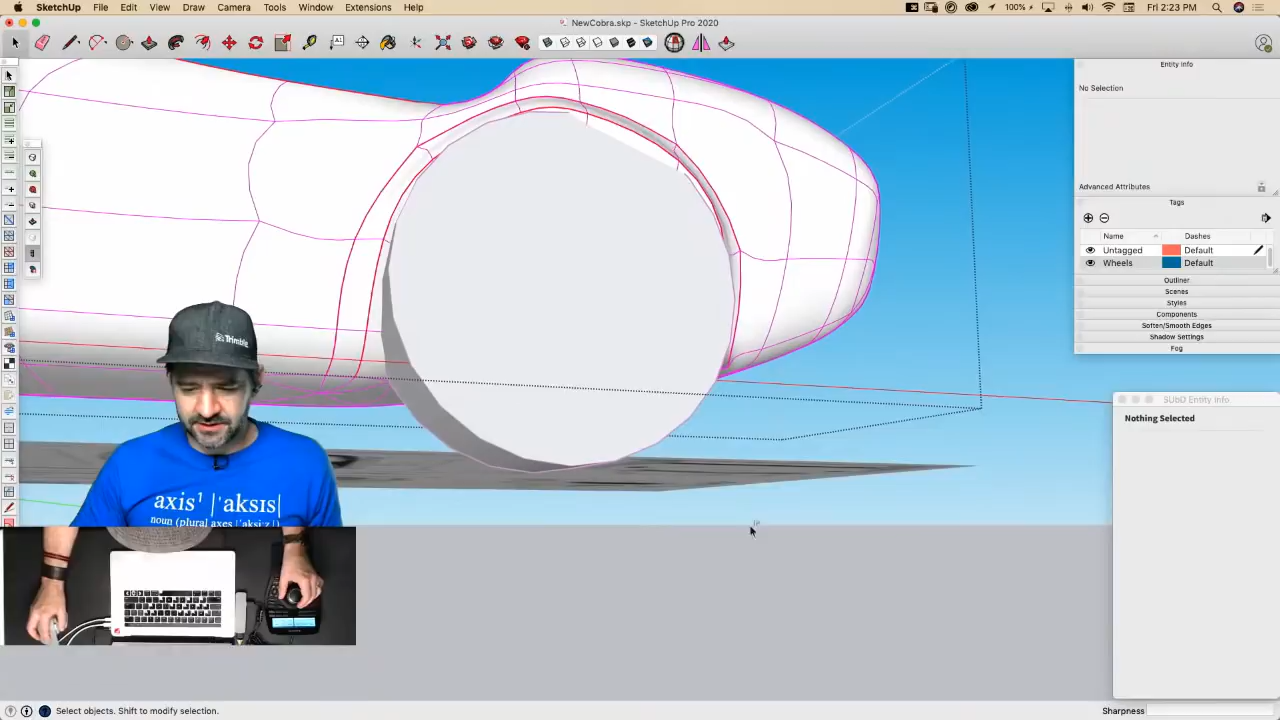 SketchUp File Edit View Draw Camera Tools Window Extensions Help
100% Fri 2:23 PM
NewCobra.skp - SketchUp Pro 2020
Entity Info
No Selection
Advanced Attributes
Tags
Name Dashes
Untagged Default
Wheels Default
Outliner
Scenes
Styles
Components
Soften/Smooth Edges
Shadow Settings
Fog
SUbD Entity Info
Nothing Selected
Trimble
axis¹ |ˈaksɪs|
noun (plural) axes |ˈaksiːz|
Select objects. Shift to modify selection.
Sharpness